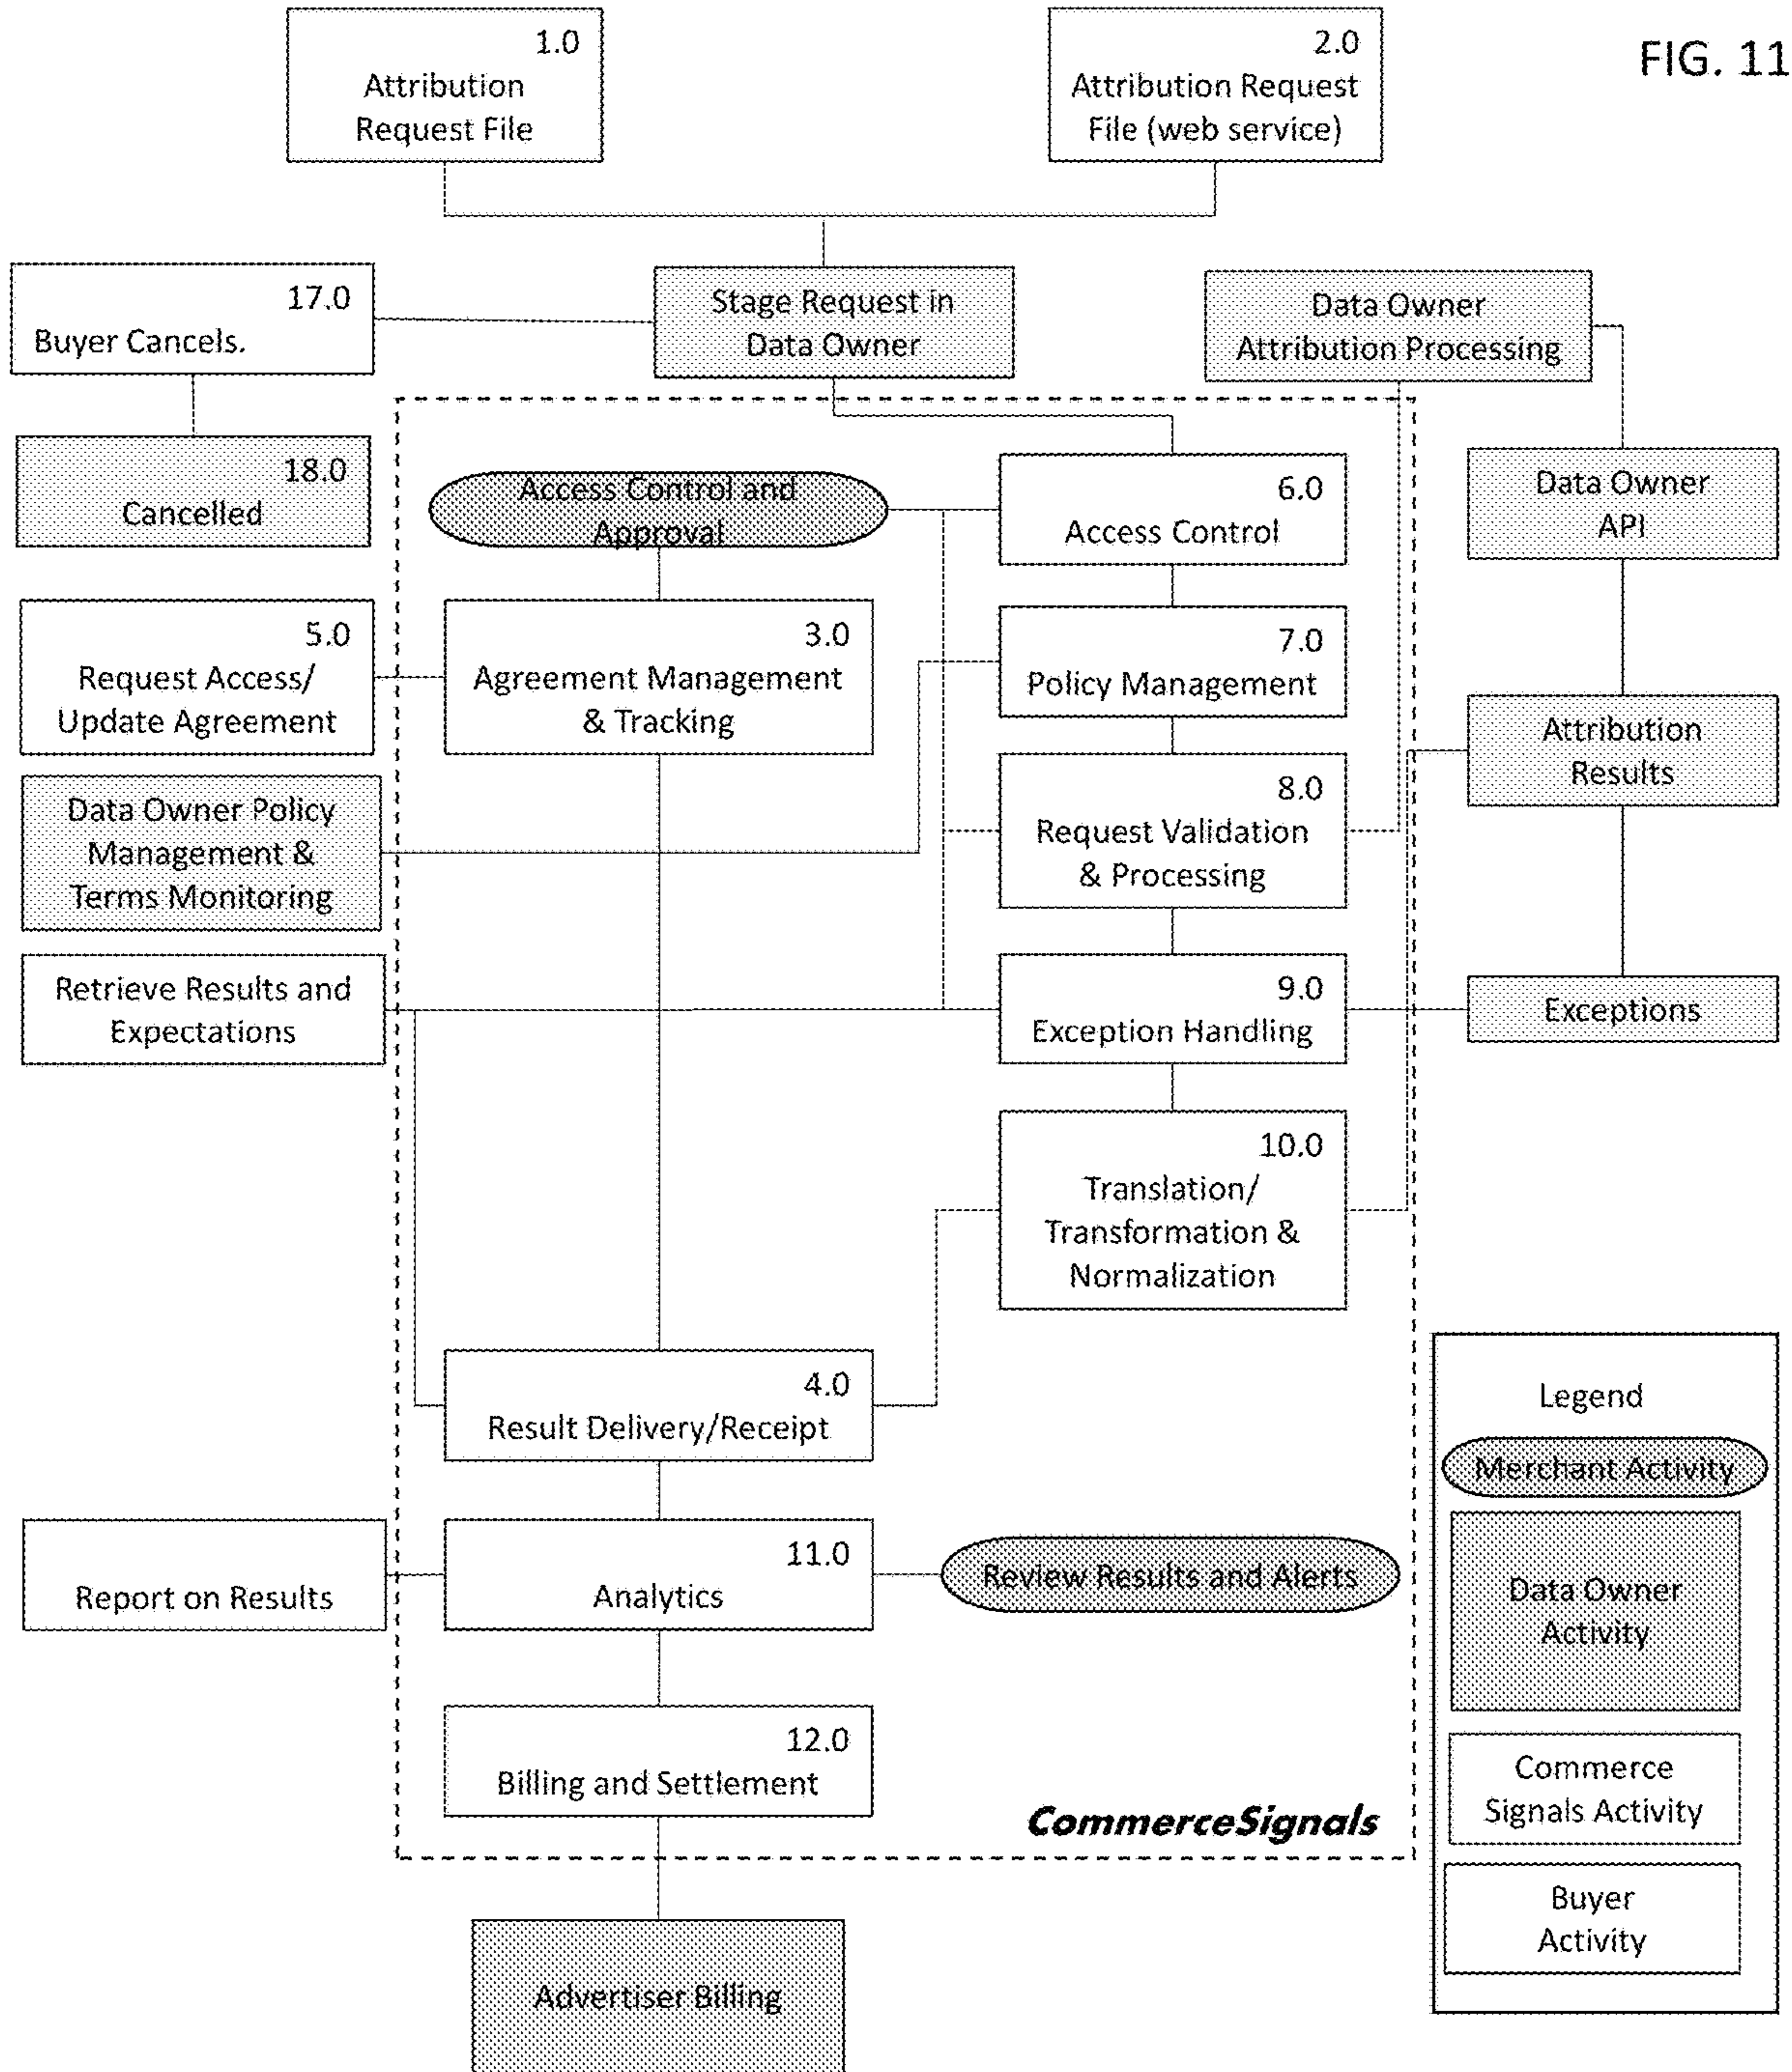 FIG. 11
1.0
Attribution
Request File
2.0
Attribution Request
File (web service)
17.0
Buyer Cancels.
Stage Request in
Data Owner
Data Owner
Attribution Processing
18.0
Cancelled
Access Control and
Approval
6.0
Access Control
Data Owner
API
5.0
Request Access/
Update Agreement
3.0
Agreement Management
& Tracking
7.0
Policy Management
Attribution
Results
Data Owner Policy
Management &
Terms Monitoring
8.0
Request Validation
& Processing
Retrieve Results and
Expectations
9.0
Exception Handling
Exceptions
10.0
Translation/
Transformation &
Normalization
4.0
Result Delivery/Receipt
Report on Results
11.0
Analytics
Review Results and Alerts
12.0
Billing and Settlement
CommerceSignals
Advertiser Billing
Legend
Merchant Activity
Data Owner
Activity
Commerce
Signals Activity
Buyer
Activity